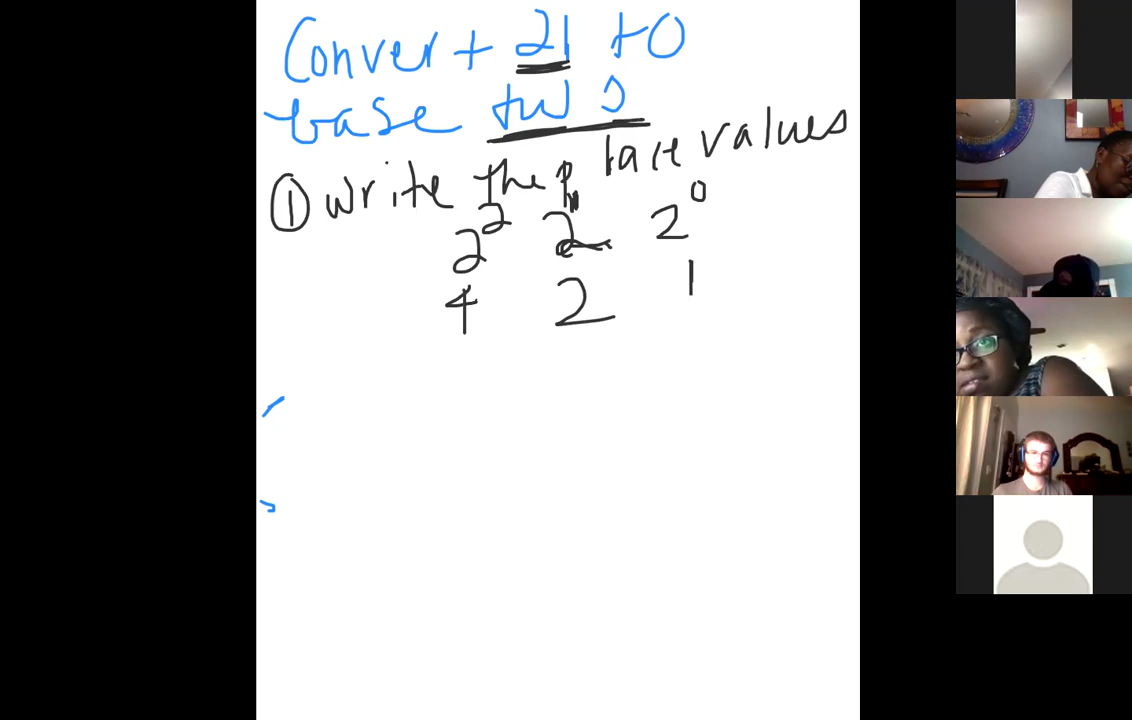 Convert 21 to
base two
① write the place values
2² 2 2⁰
4 2 1